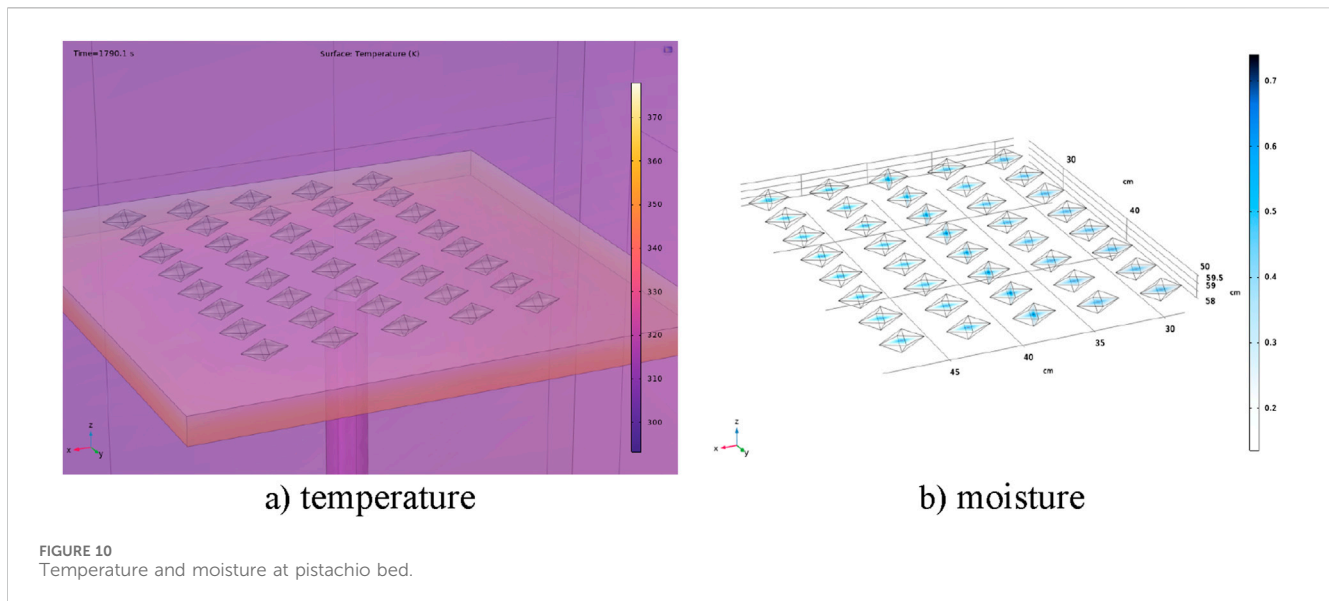 Time=1790.1 s
Surface: Temperature (K)
370
360
350
340
330
320
310
300
z
x
y
a) temperature
0.7
0.6
0.5
0.4
0.3
0.2
30
cm
40
50
59.5
59
58
cm
30
35
40
cm
45
z
x
y
b) moisture
FIGURE 10
Temperature and moisture at pistachio bed.